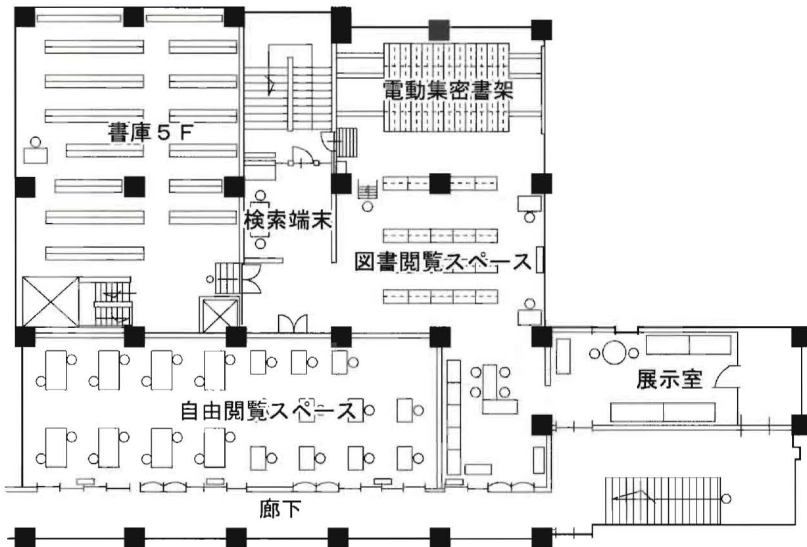 電動集密書架
書庫5F
検索端末
図書閲覧スペース
展示室
自由閲覧スペース
廊下